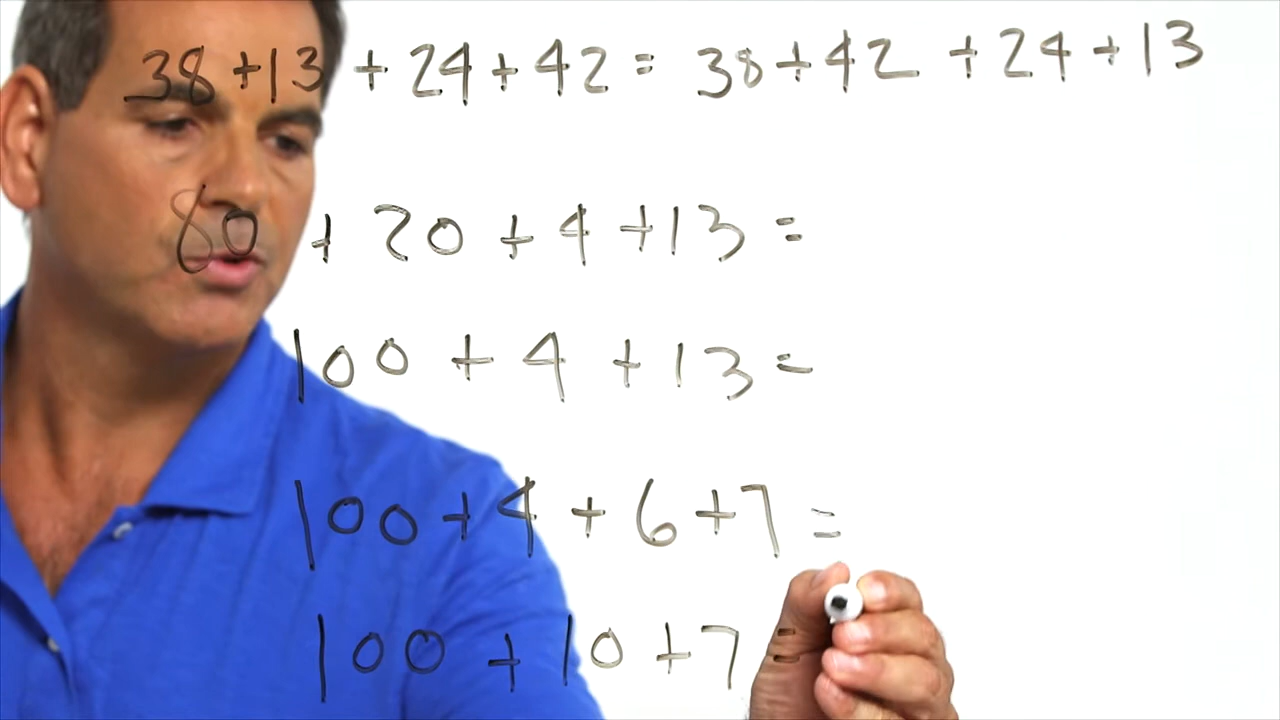 38 + 13 + 24 + 42 = 38 + 42 + 24 + 13
80 + 20 + 4 + 13 =
100 + 4 + 13 =
100 + 4 + 6 + 7 =
100 + 10 + 7 =